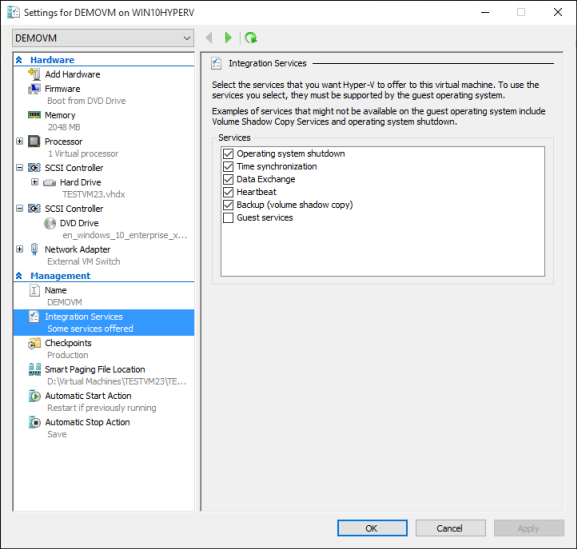 Settings for DEMOVM on WIN10HYPERV
DEMOVM
Hardware
Add Hardware
Firmware
Boot from DVD Drive
Memory
2048 MB
Processor
1 Virtual processor
SCSI Controller
Hard Drive
TESTVM23.vhdx
SCSI Controller
DVD Drive
en_windows_10_enterprise_x...
Network Adapter
External VM Switch
Management
Name
DEMOVM
Integration Services
Some services offered
Checkpoints
Production
Smart Paging File Location
D:\Virtual Machines\TESTVM23\TE...
Automatic Start Action
Restart if previously running
Automatic Stop Action
Save
Integration Services
Select the services that you want Hyper-V to offer to this virtual machine. To use the
services you select, they must be supported by the guest operating system.
Examples of services that might not be available on the guest operating system include
Volume Shadow Copy Services and operating system shutdown.
Services
Operating system shutdown
Time synchronization
Data Exchange
Heartbeat
Backup (volume shadow copy)
Guest services
OK
Cancel
Apply